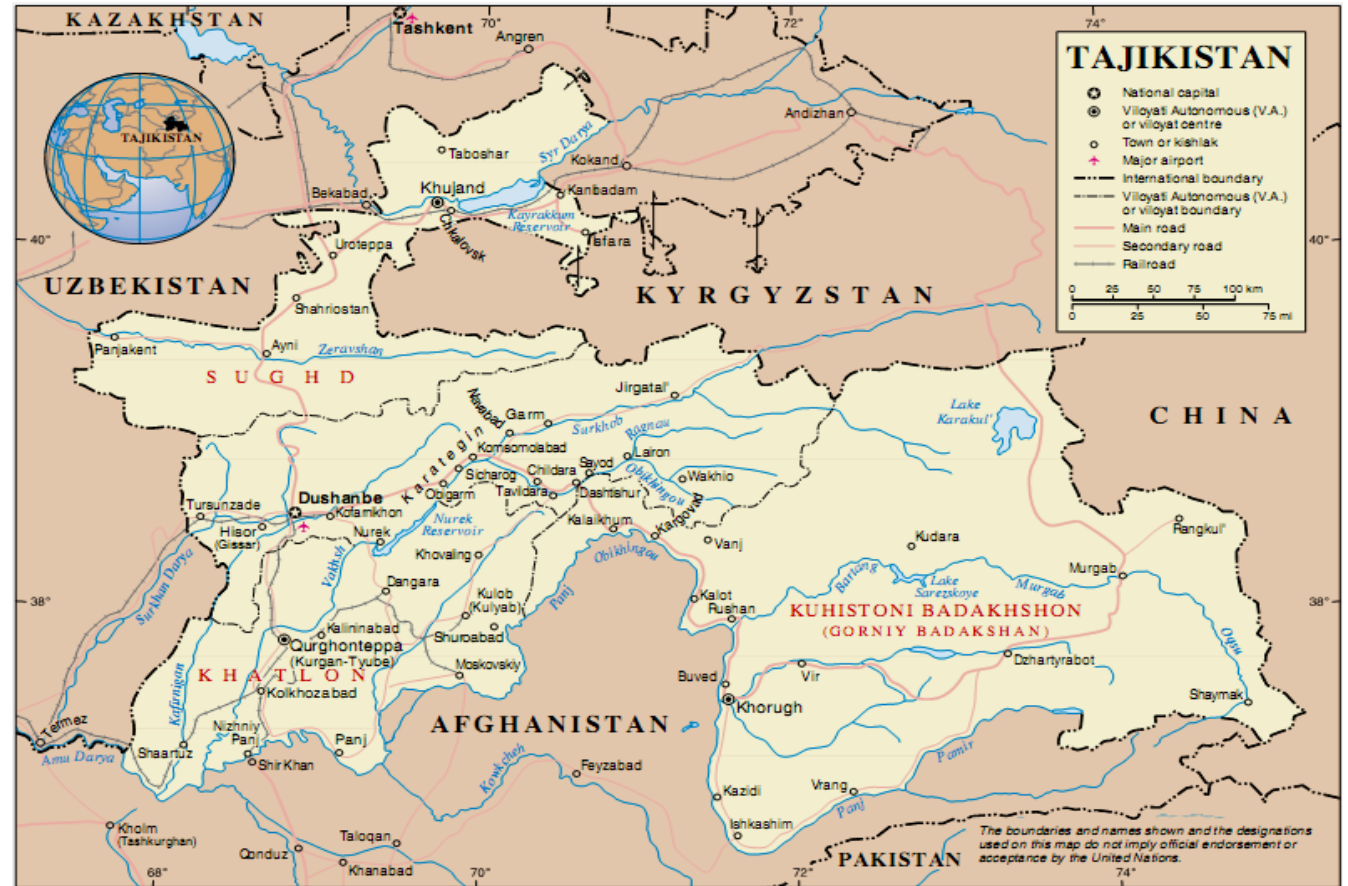 KAZAKHSTAN
Tashkent
70°
72°
74°
Angren
TAJIKISTAN
National capital
Viloyati Autonomous (V.A.)
or viloyat centre
Town or kishlak
Major airport
International boundary
Viloyati Autonomous (V.A.)
or viloyat boundary
Main road
Secondary road
Railroad
0 25 50 75 100 km
0 25 50 75 mi
TAJIKISTAN
Andizhan
Taboshar
Syr Darya
Kokand
Bekabad
Khujand
Kanbadam
Chkalovsk
Kayrakkum
Reservoir
Isfara
40°
40°
Uroteppa
UZBEKISTAN
KYRGYZSTAN
Shahriostan
Panjakent
Ayni
Zeravshan
SUGHD
Jirgatal'
Navabad
Garm
Surkhob
Ragnau
Lake
Karakul'
CHINA
Karategin
Komsomolabad
Lairon
Sicharog
Childara
Sayod
Obikhingou
Wakhio
Obigarm
Tavildara
Dashtishur
Tursunzade
Dushanbe
Kofarnikhon
Nurek
Reservoir
Kalaikhum
Kargovad
Rangkul'
Hisor
(Gissar)
Nurek
Khovaling
Obikhingou
Vanj
Kudara
Surkhan Darya
Vakhsh
Dangara
Panj
Bartang
Lake
Sarezskoye
Murgab
Murgab
38°
38°
Kulob
(Kulyab)
Kalot
Rushan
KUHISTONI BADAKHSHON
(GORNIY BADAKSHAN)
Oqsu
Kalininabad
Shuroabad
Qurghonteppa
(Kurgan-Tyube)
Moskovskiy
Dzhartyrabot
KHATLON
Vir
Buved
Kafirnigan
Kolkhozabad
Khorugh
Shaymak
Termez
AFGHANISTAN
Nizhniy
Panj
Panj
Shaartuz
Amu Darya
Shir Khan
Kowkcheh
Feyzabad
Pamir
Kazidi
Vrang
Panj
Kholm
(Tashkurghan)
Taloqan
Ishkashim
Qonduz
Khanabad
PAKISTAN
The boundaries and names shown and the designations
used on this map do not imply official endorsement or
acceptance by the United Nations.
68°
70°
72°
74°